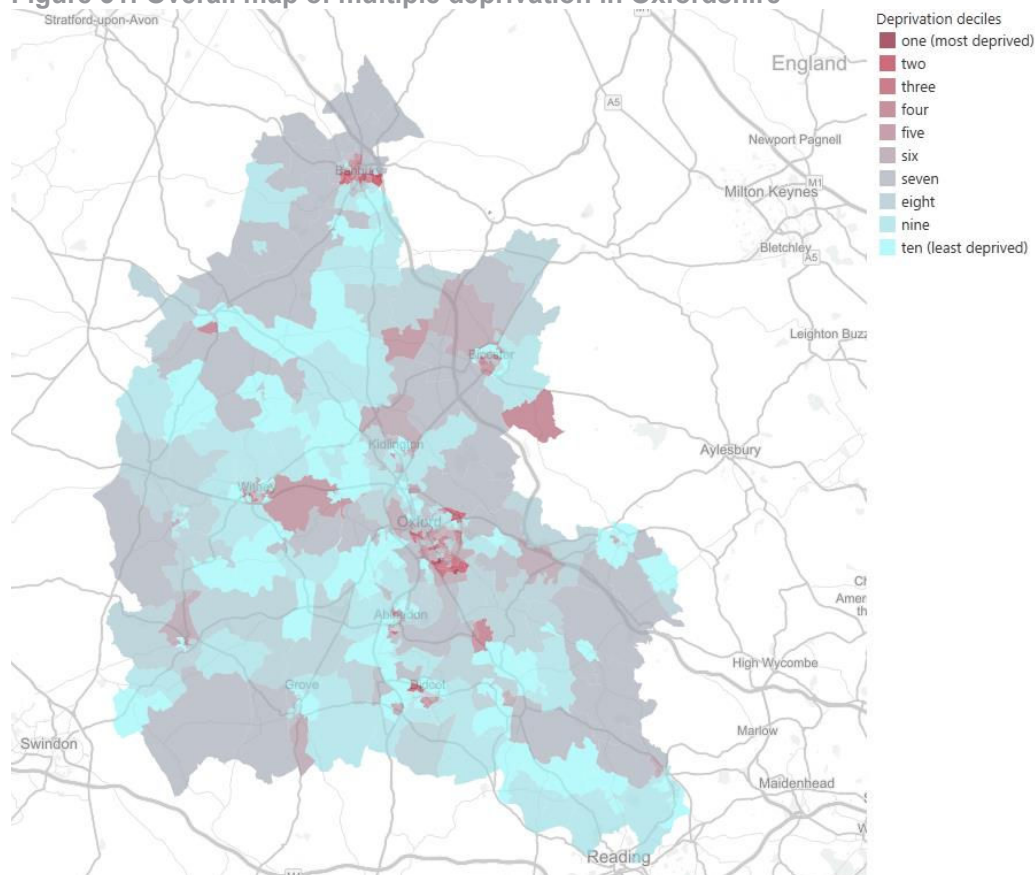 Figure 31: Overall map of multiple deprivation in Oxfordshire
Stratford-upon-Avon
Deprivation deciles
one (most deprived)
two
three
four
five
six
seven
eight
nine
ten (least deprived)
England
A5
Newport Pagnell
Milton Keynes
M1
Bletchley
A5
Banbury
Leighton Buzz
Bicester
Kidlington
Aylesbury
Witney
Oxford
Abingdon
High Wycombe
Grove
Didcot
Marlow
Swindon
Maidenhead
Reading